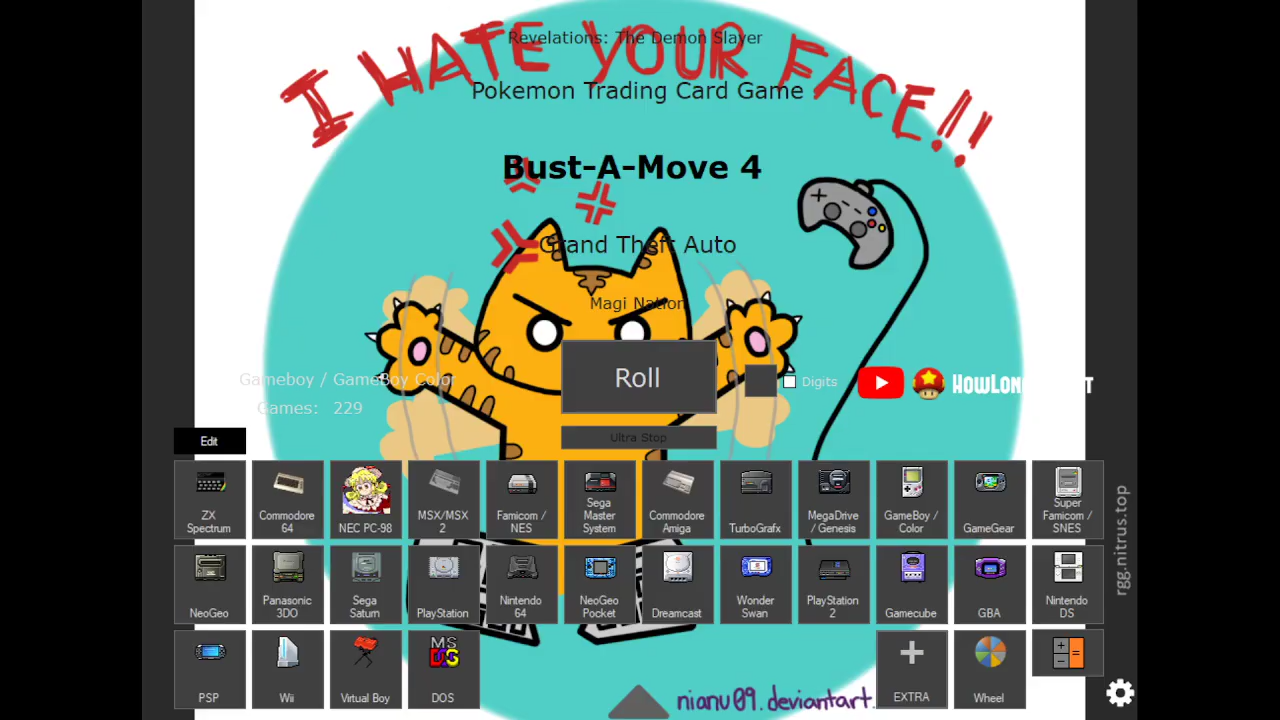 I HATE YOUR FACE!!
Revelations: The Demon Slayer
Pokemon Trading Card Game
Bust-A-Move 4
Grand Theft Auto
Magi Nation
Gameboy / GameBoy Color
Games: 229
Roll
Digits
Ultra Stop
Edit
ZX Spectrum
Commodore 64
NEC PC-98
MSX/MSX 2
Famicom / NES
Sega Master System
Commodore Amiga
TurboGrafx
MegaDrive / Genesis
GameBoy / Color
GameGear
Super Famicom / SNES
NeoGeo
Panasonic 3DO
Sega Saturn
PlayStation
Nintendo 64
NeoGeo Pocket
Dreamcast
Wonder Swan
PlayStation 2
Gamecube
GBA
Nintendo DS
PSP
Wii
Virtual Boy
MS DOS
DOS
EXTRA
Wheel
rgg.nitrus.top
nianu09.deviantart.